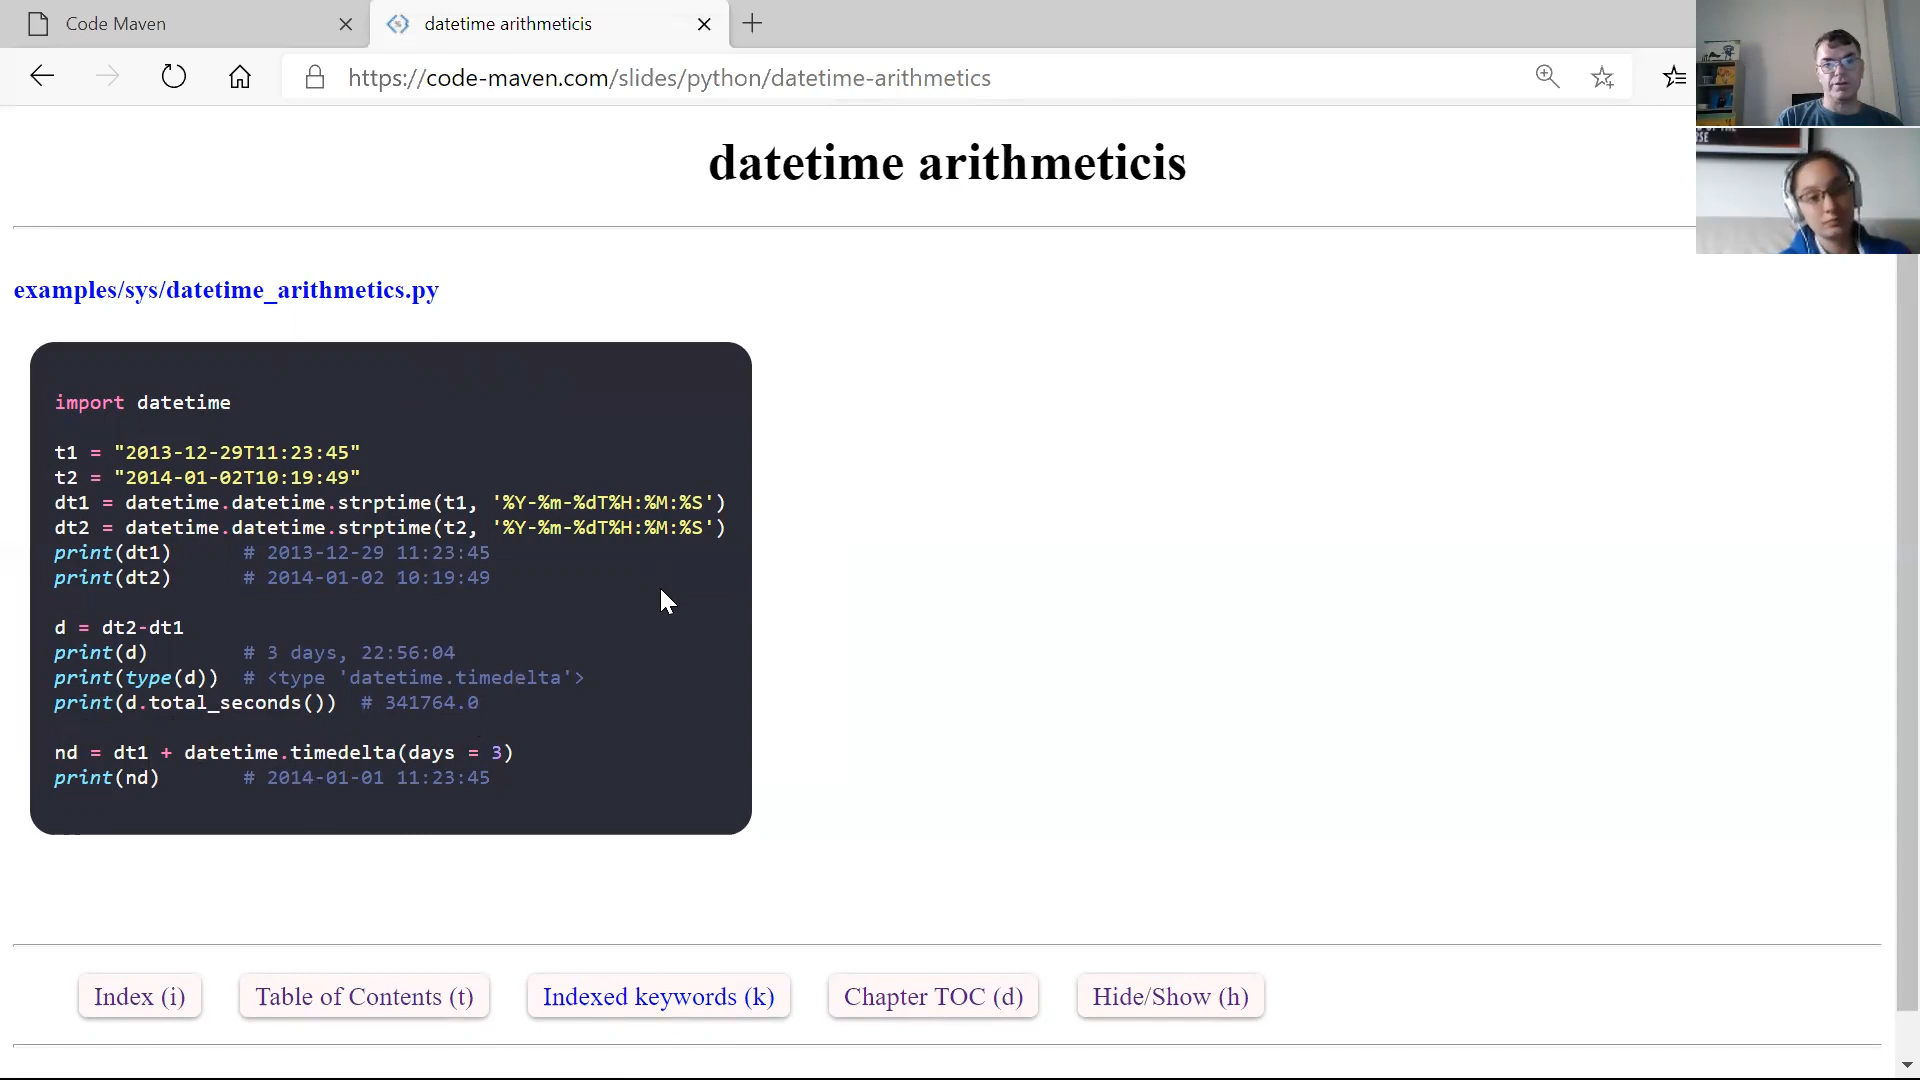 Code Maven
datetime arithmeticis
https://code-maven.com/slides/python/datetime-arithmetics
datetime arithmeticis
examples/sys/datetime_arithmetics.py
import datetime
t1 = "2013-12-29T11:23:45"
t2 = "2014-01-02T10:19:49"
dt1 = datetime.datetime.strptime(t1, '%Y-%m-%dT%H:%M:%S')
dt2 = datetime.datetime.strptime(t2, '%Y-%m-%dT%H:%M:%S')
print(dt1)      # 2013-12-29 11:23:45
print(dt2)      # 2014-01-02 10:19:49
d = dt2-dt1
print(d)        # 3 days, 22:56:04
print(type(d))  # <type 'datetime.timedelta'>
print(d.total_seconds())  # 341764.0
nd = dt1 + datetime.timedelta(days = 3)
print(nd)       # 2014-01-01 11:23:45
Index (i)
Table of Contents (t)
Indexed keywords (k)
Chapter TOC (d)
Hide/Show (h)